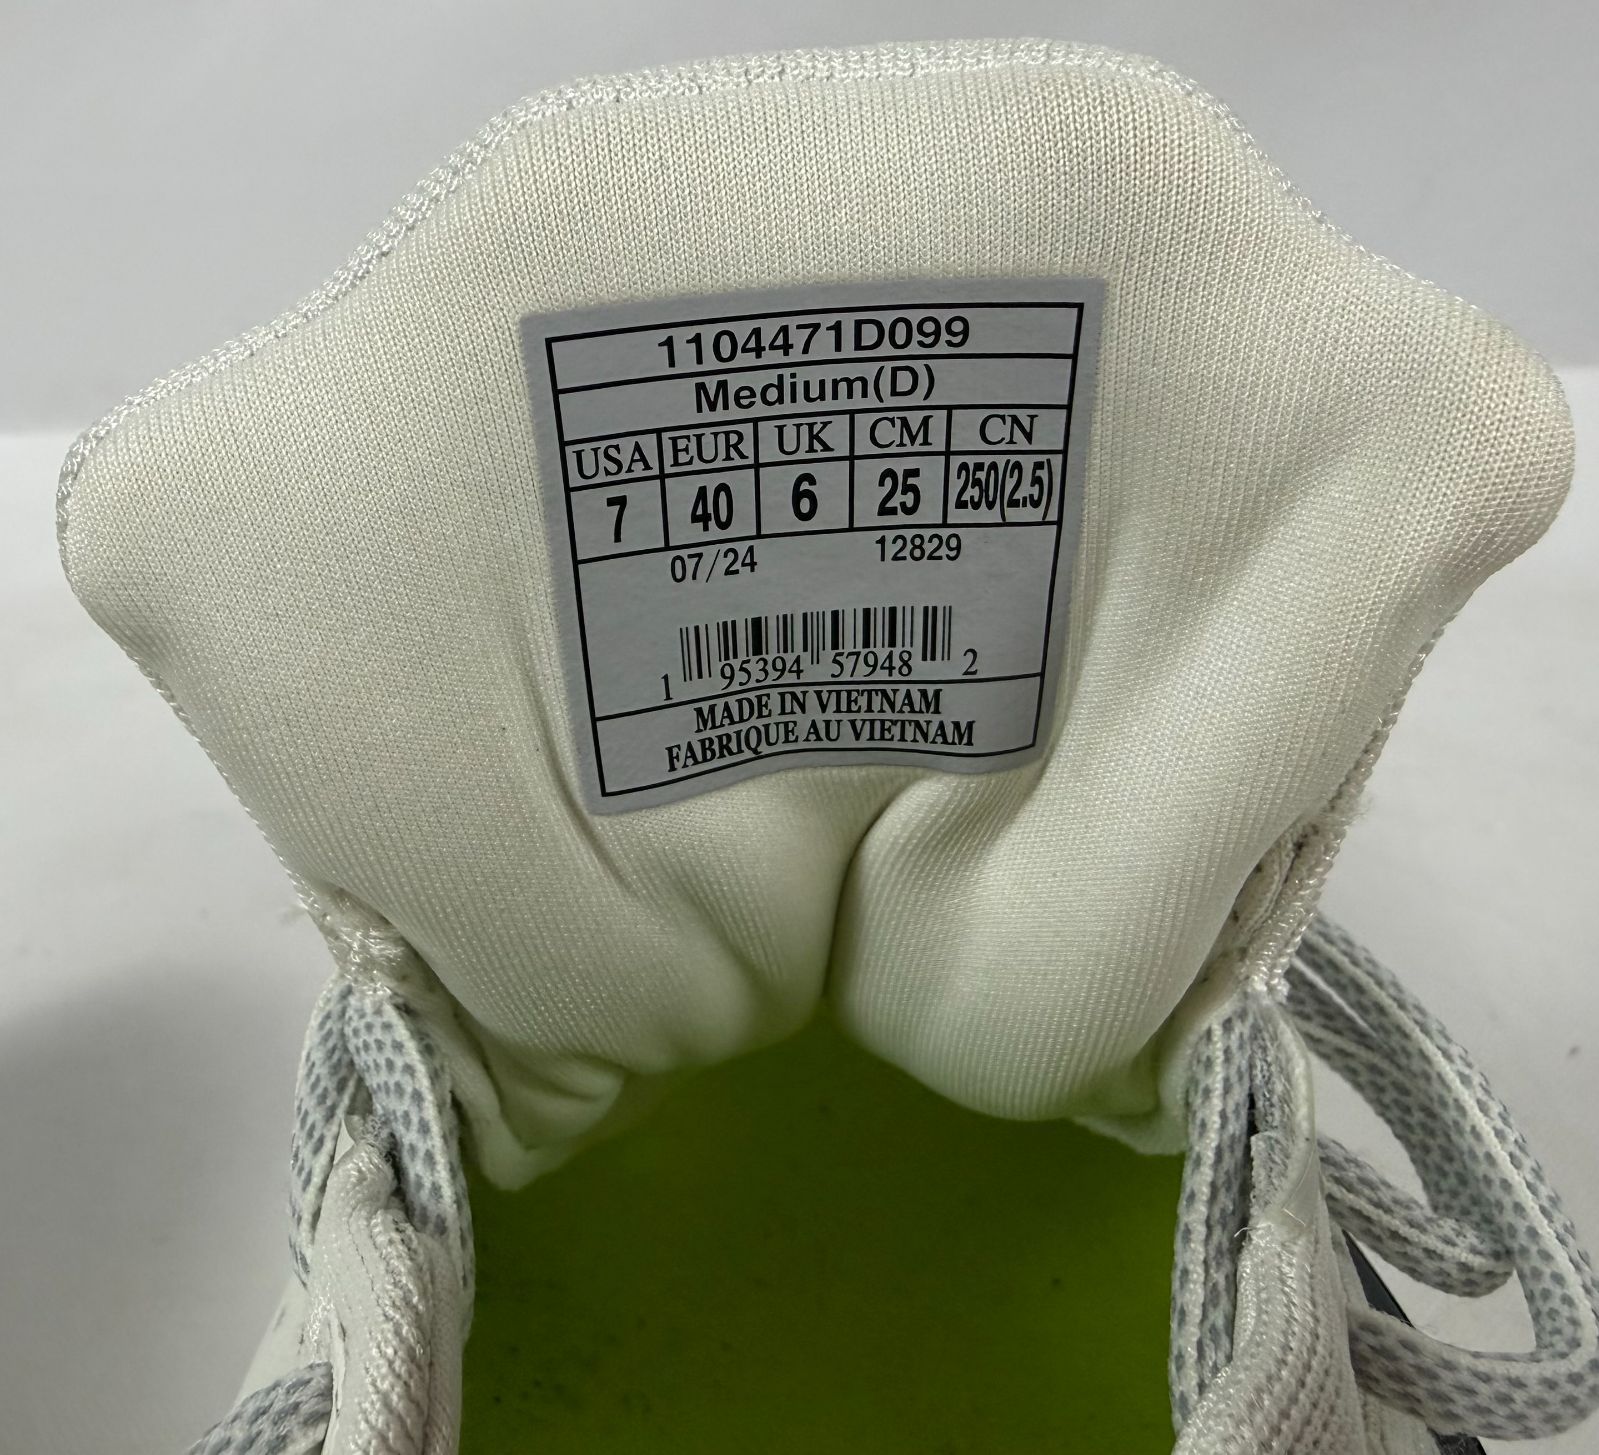 1104471D099
Medium(D)
USA EUR UK CM CN
7 40 6 25 250(2.5)
07/24 12829
1 95394 57948 2
MADE IN VIETNAM
FABRIQUE AU VIETNAM